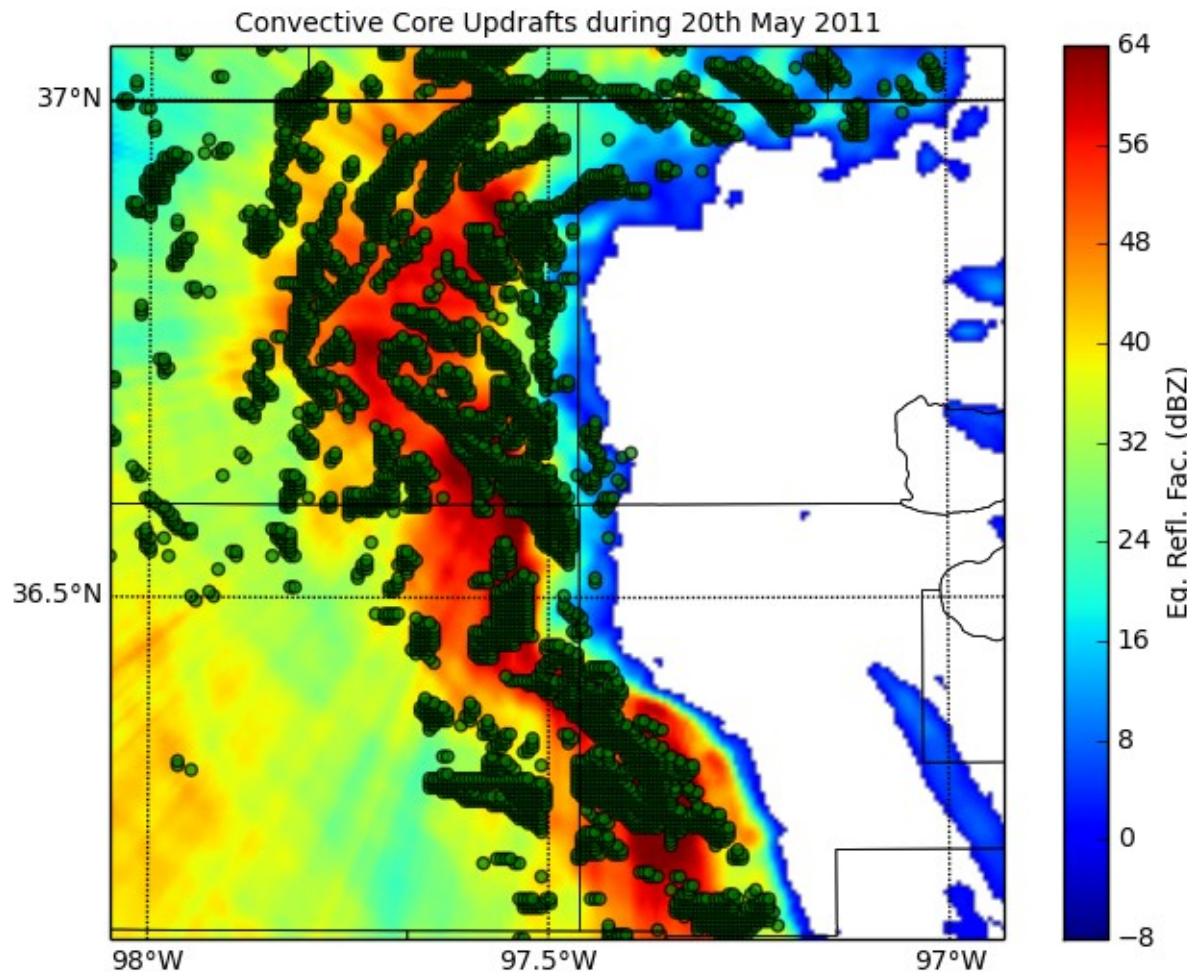 Convective Core Updrafts during 20th May 2011
37°N
36.5°N
98°W
97.5°W
97°W
64
56
48
40
32
24
16
8
0
−8
Eq. Refl. Fac. (dBZ)